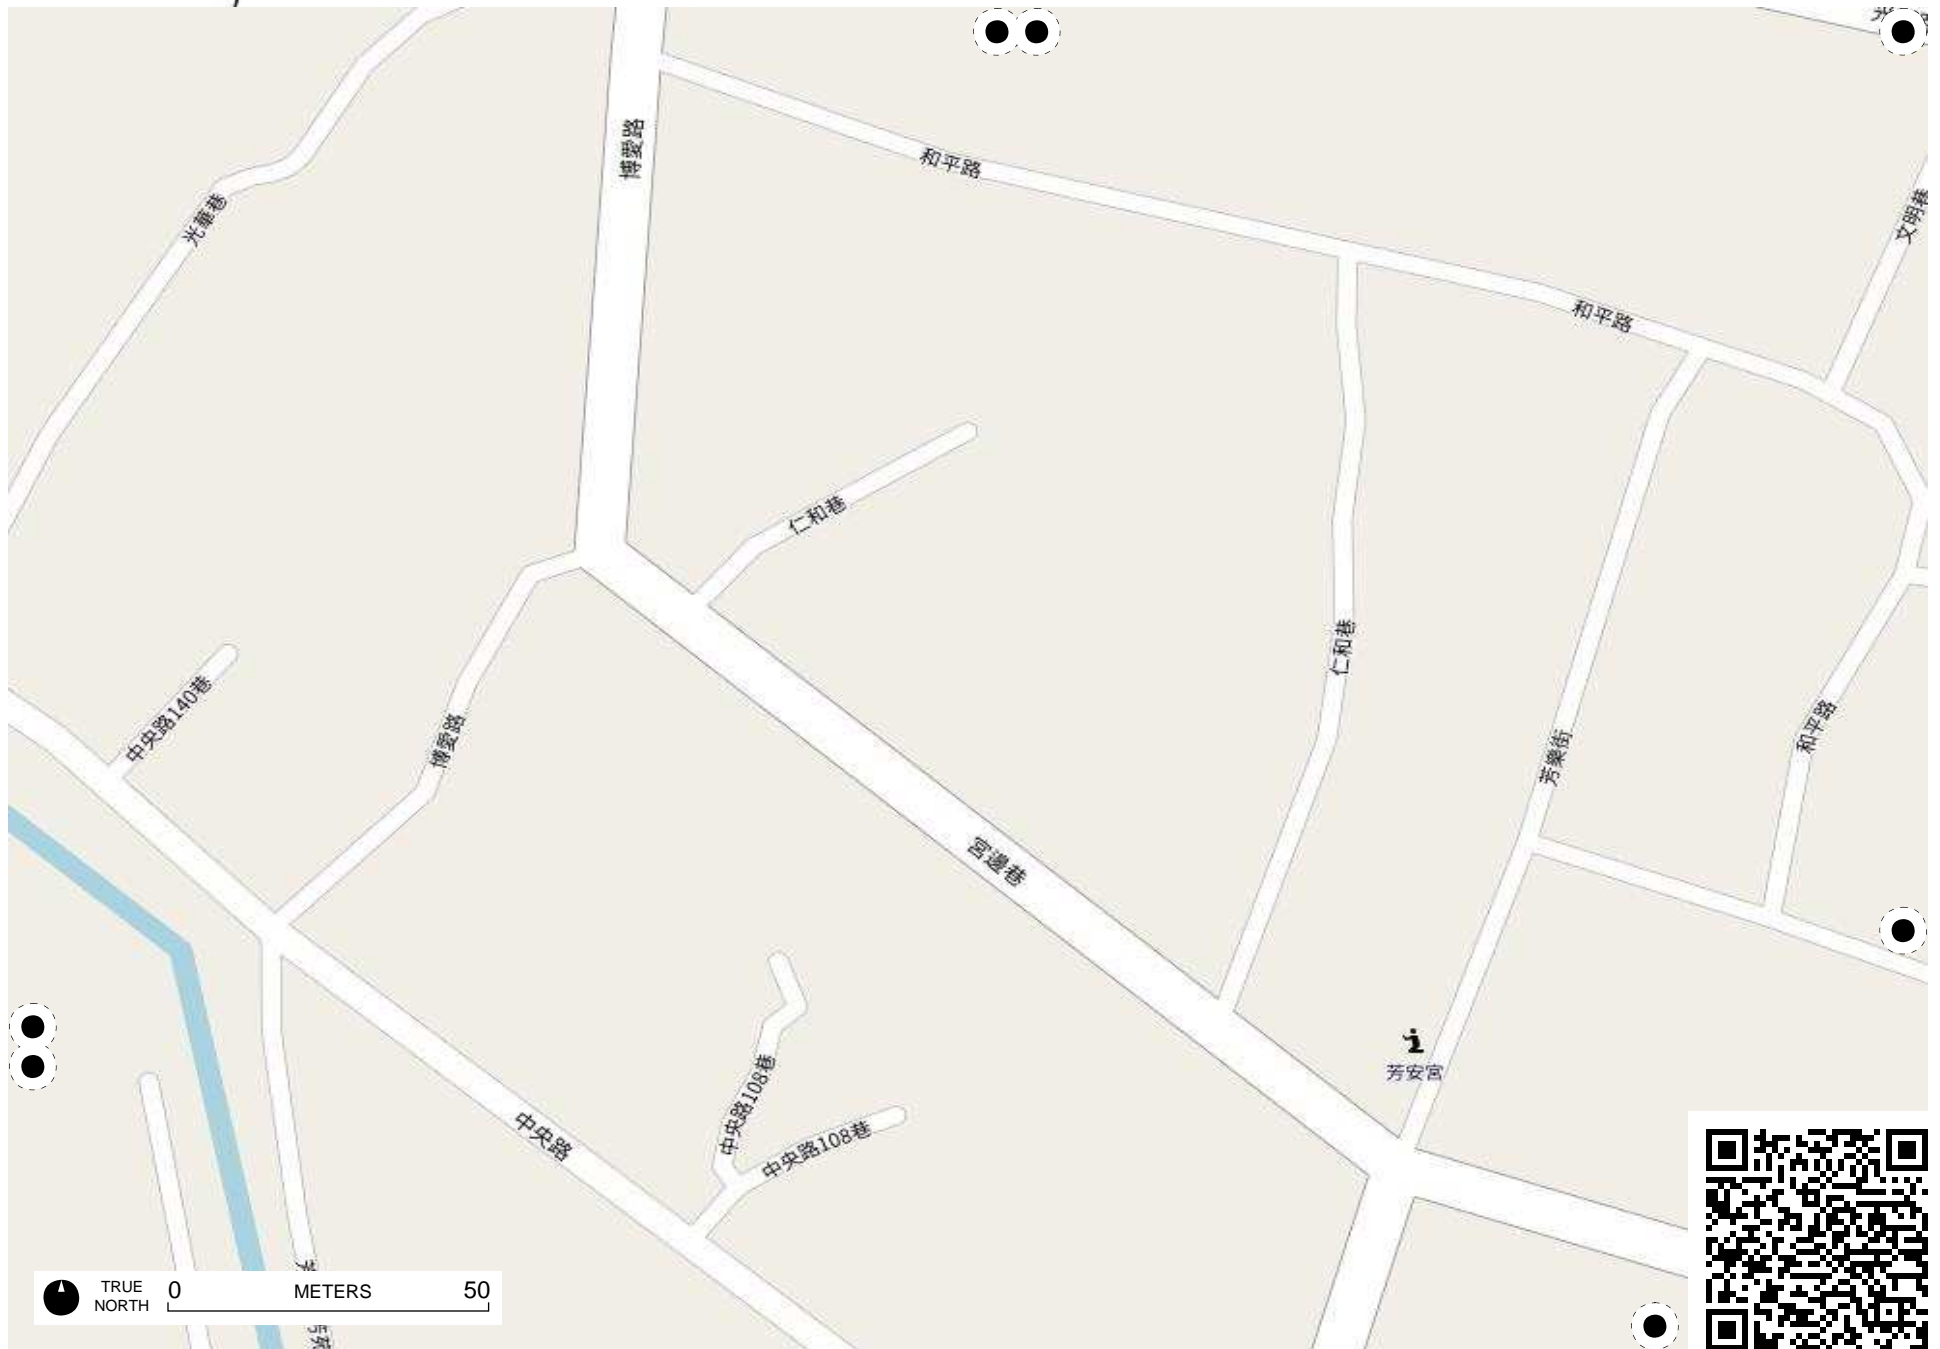 博愛路
和平路
光華巷
文明巷
和平路
仁和巷
仁和巷
中央路140巷
博愛路
和平路
芳樂街
宮邊巷
芳安宮
中央路108巷
中央路108巷
中央路
TRUE NORTH
0 METERS 50